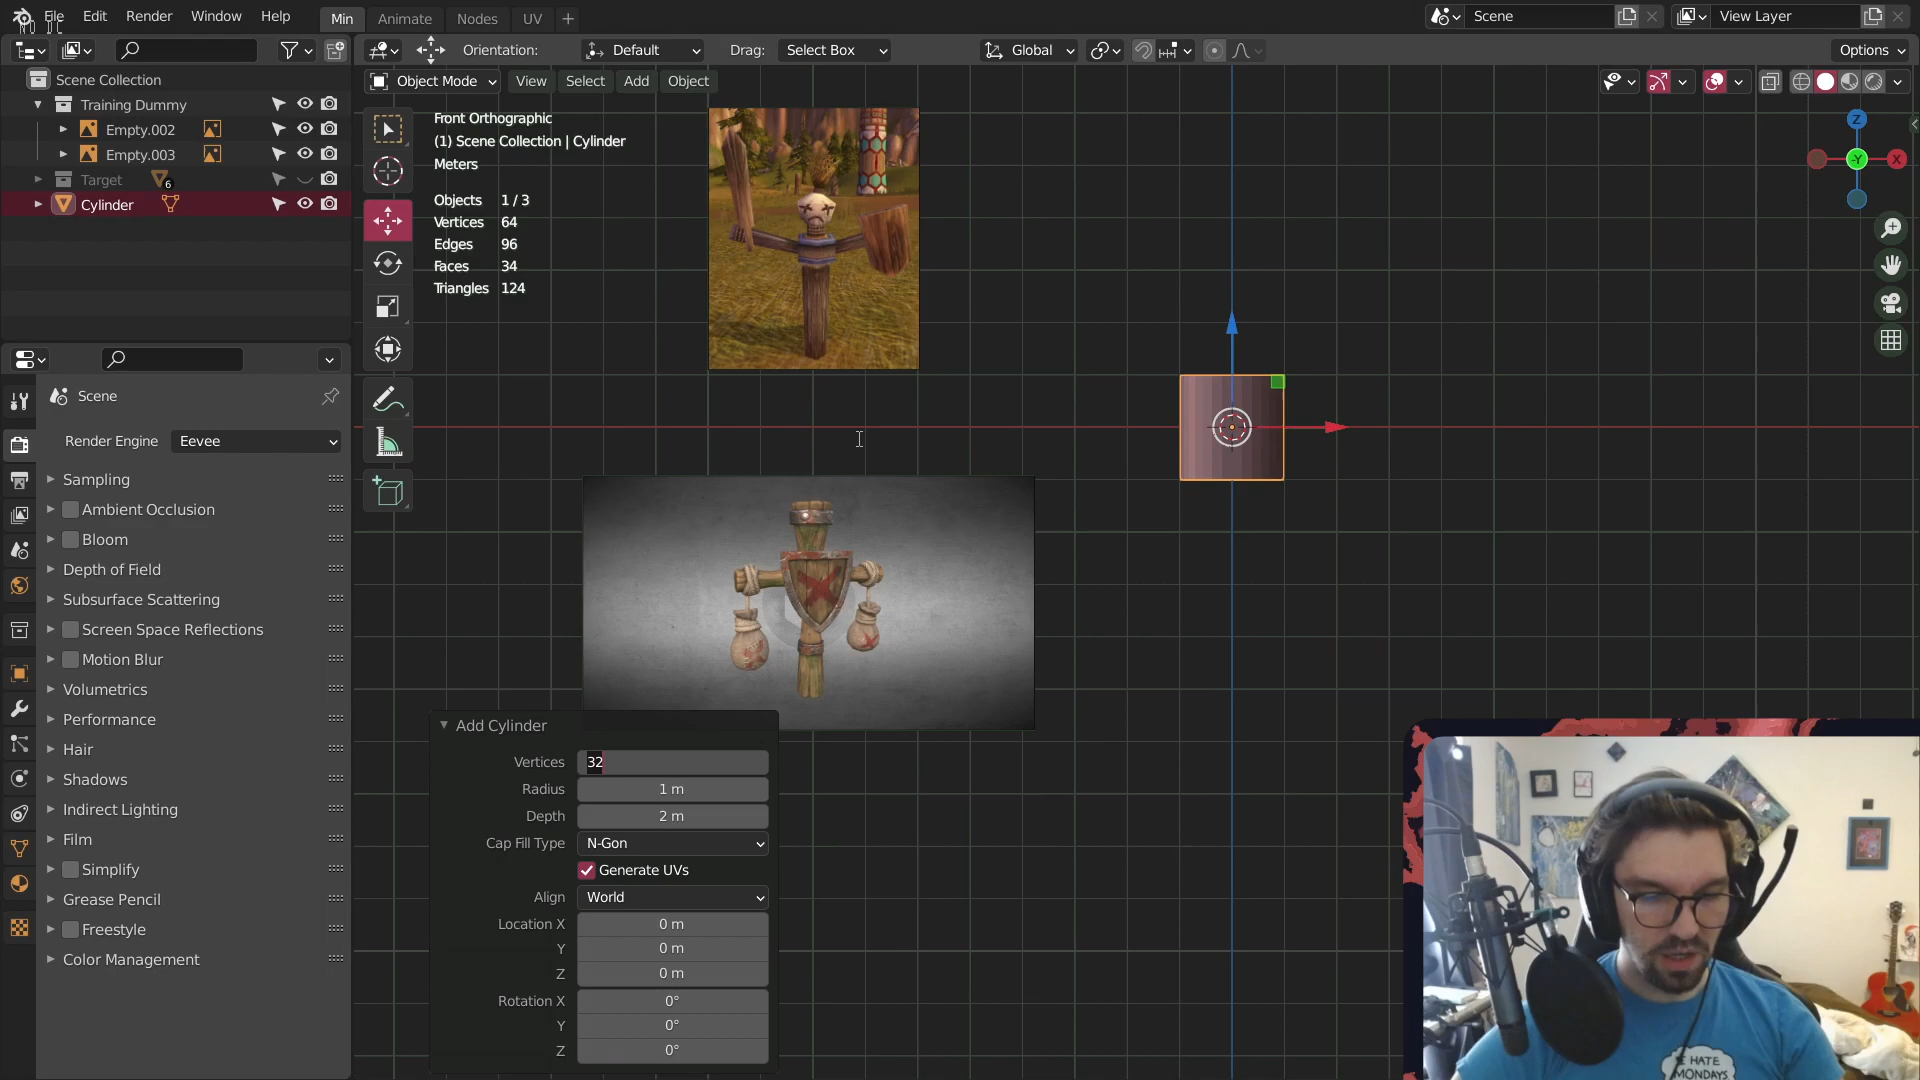 File Edit Render Window Help Min Animate Nodes UV +
Scene View Layer
Orientation: Default Drag: Select Box Global Options
Scene Collection
Training Dummy
Empty.002
Empty.003
Target 6
Cylinder
Object Mode View Select Add Object
Front Orthographic
(1) Scene Collection | Cylinder
Meters
Objects 1 / 3
Vertices 64
Edges 96
Faces 34
Triangles 124
Z
-Y
X
Scene
Render Engine Eevee
Sampling
Ambient Occlusion
Bloom
Depth of Field
Subsurface Scattering
Screen Space Reflections
Motion Blur
Volumetrics
Performance
Hair
Shadows
Indirect Lighting
Film
Simplify
Grease Pencil
Freestyle
Color Management
Add Cylinder
Vertices 32
Radius 1 m
Depth 2 m
Cap Fill Type N-Gon
Generate UVs
Align World
Location X 0 m
Y 0 m
Z 0 m
Rotation X 0°
Y 0°
Z 0°
HATE
MONDAYS